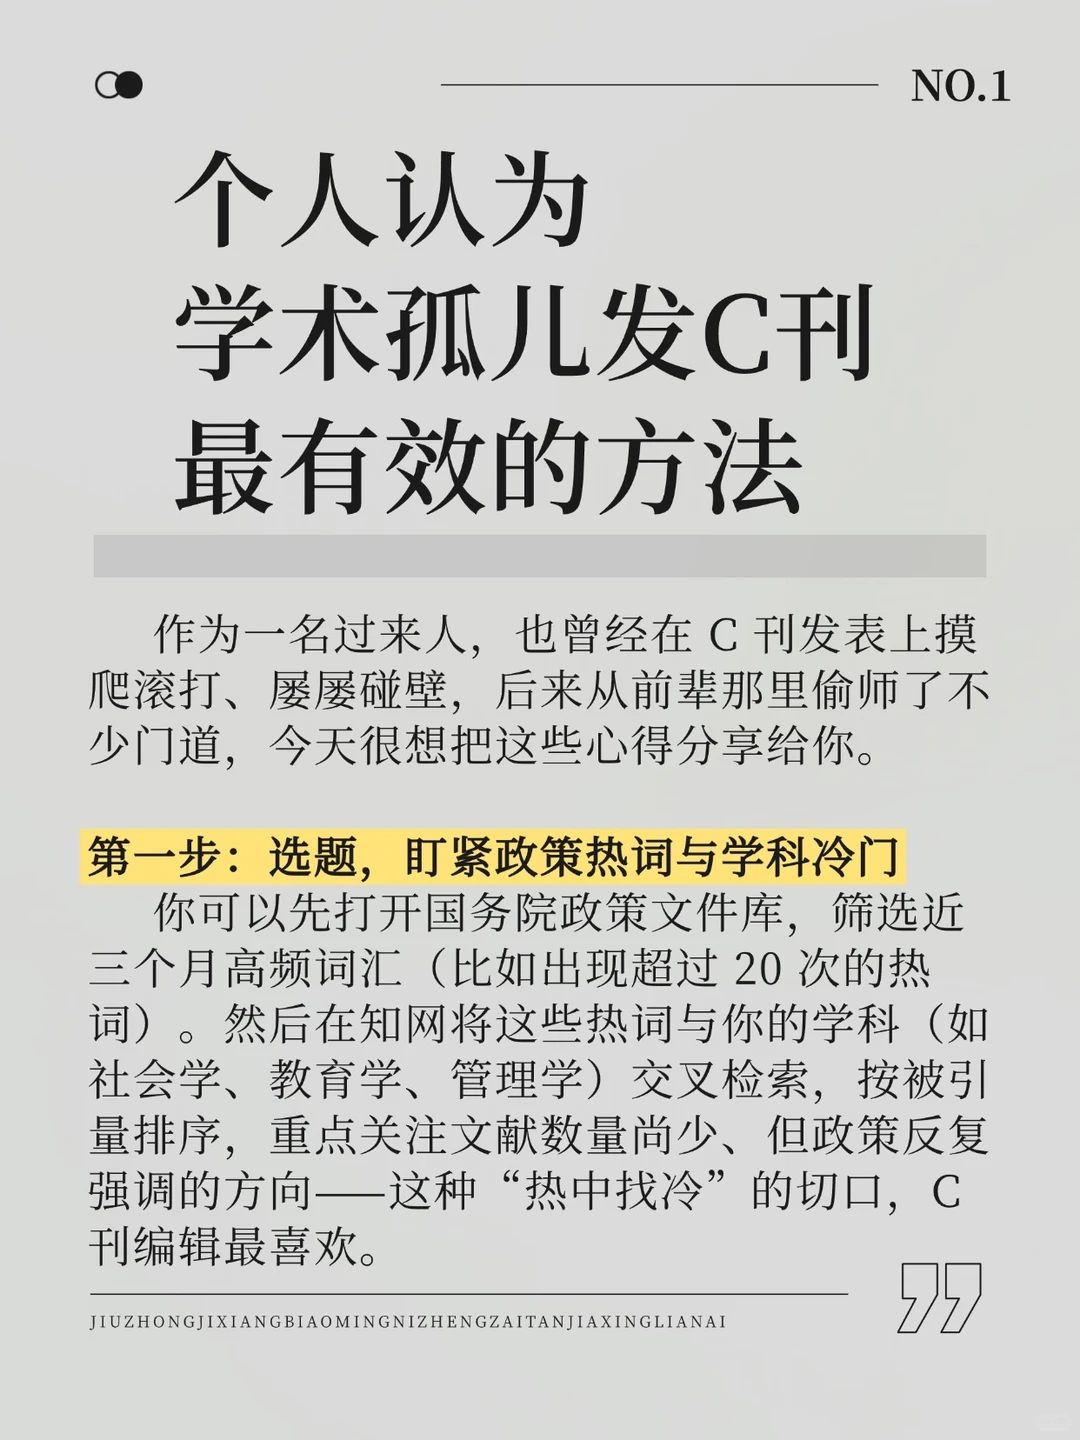 NO.1
个人认为
学术孤儿发C刊
最有效的方法
作为一名过来人，也曾经在 C 刊发表上摸
爬滚打、屡屡碰壁，后来从前辈那里偷师了不
少门道，今天很想把这些心得分享给你。
第一步：选题，盯紧政策热词与学科冷门
你可以先打开国务院政策文件库，筛选近
三个月高频词汇（比如出现超过 20 次的热
词）。然后在知网将这些热词与你的学科（如
社会学、教育学、管理学）交叉检索，按被引
量排序，重点关注文献数量尚少、但政策反复
强调的方向——这种“热中找冷”的切口，C
刊编辑最喜欢。
JIUZHONGJIXIANGBIAOMINGNIZHENGZAITANJIAXINGLIANAI